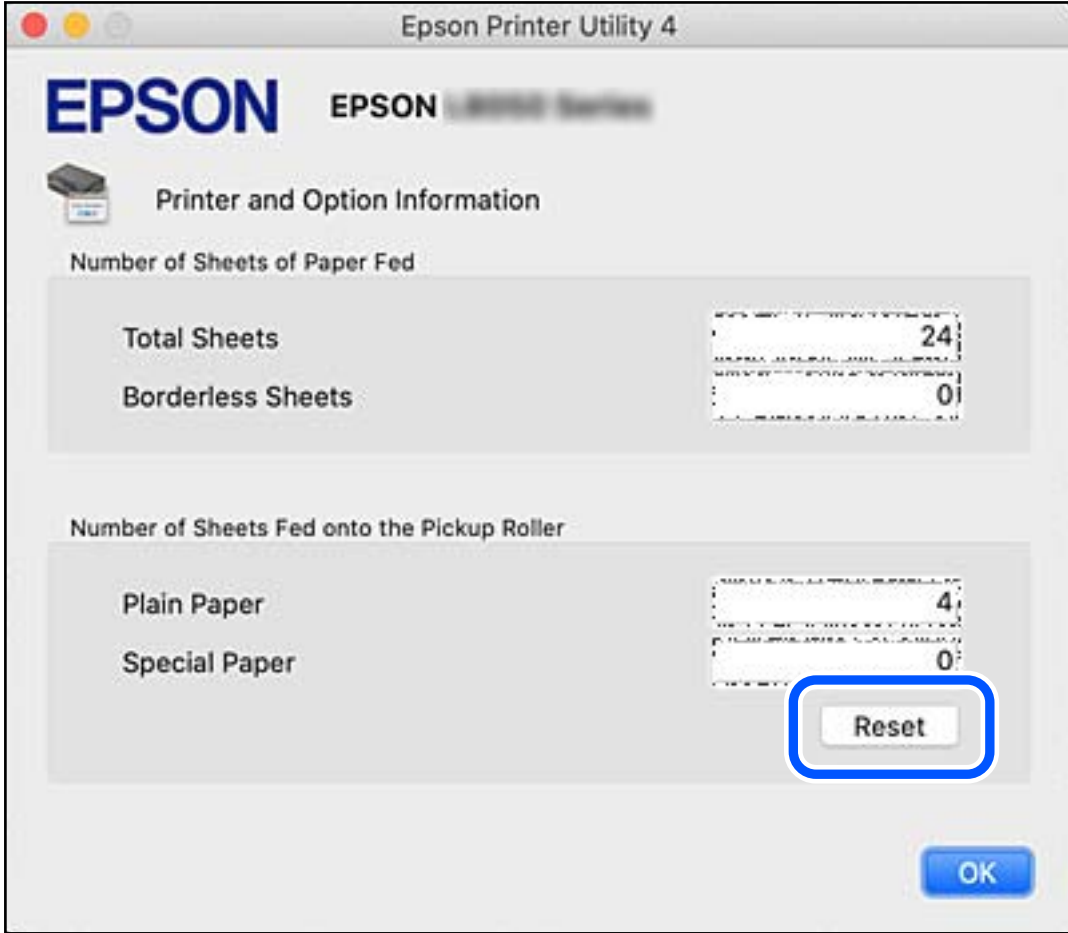 Epson Printer Utility 4
EPSON EPSON
Printer and Option Information
Number of Sheets of Paper Fed
Total Sheets 24
Borderless Sheets 0
Number of Sheets Fed onto the Pickup Roller
Plain Paper 4
Special Paper 0
Reset
OK